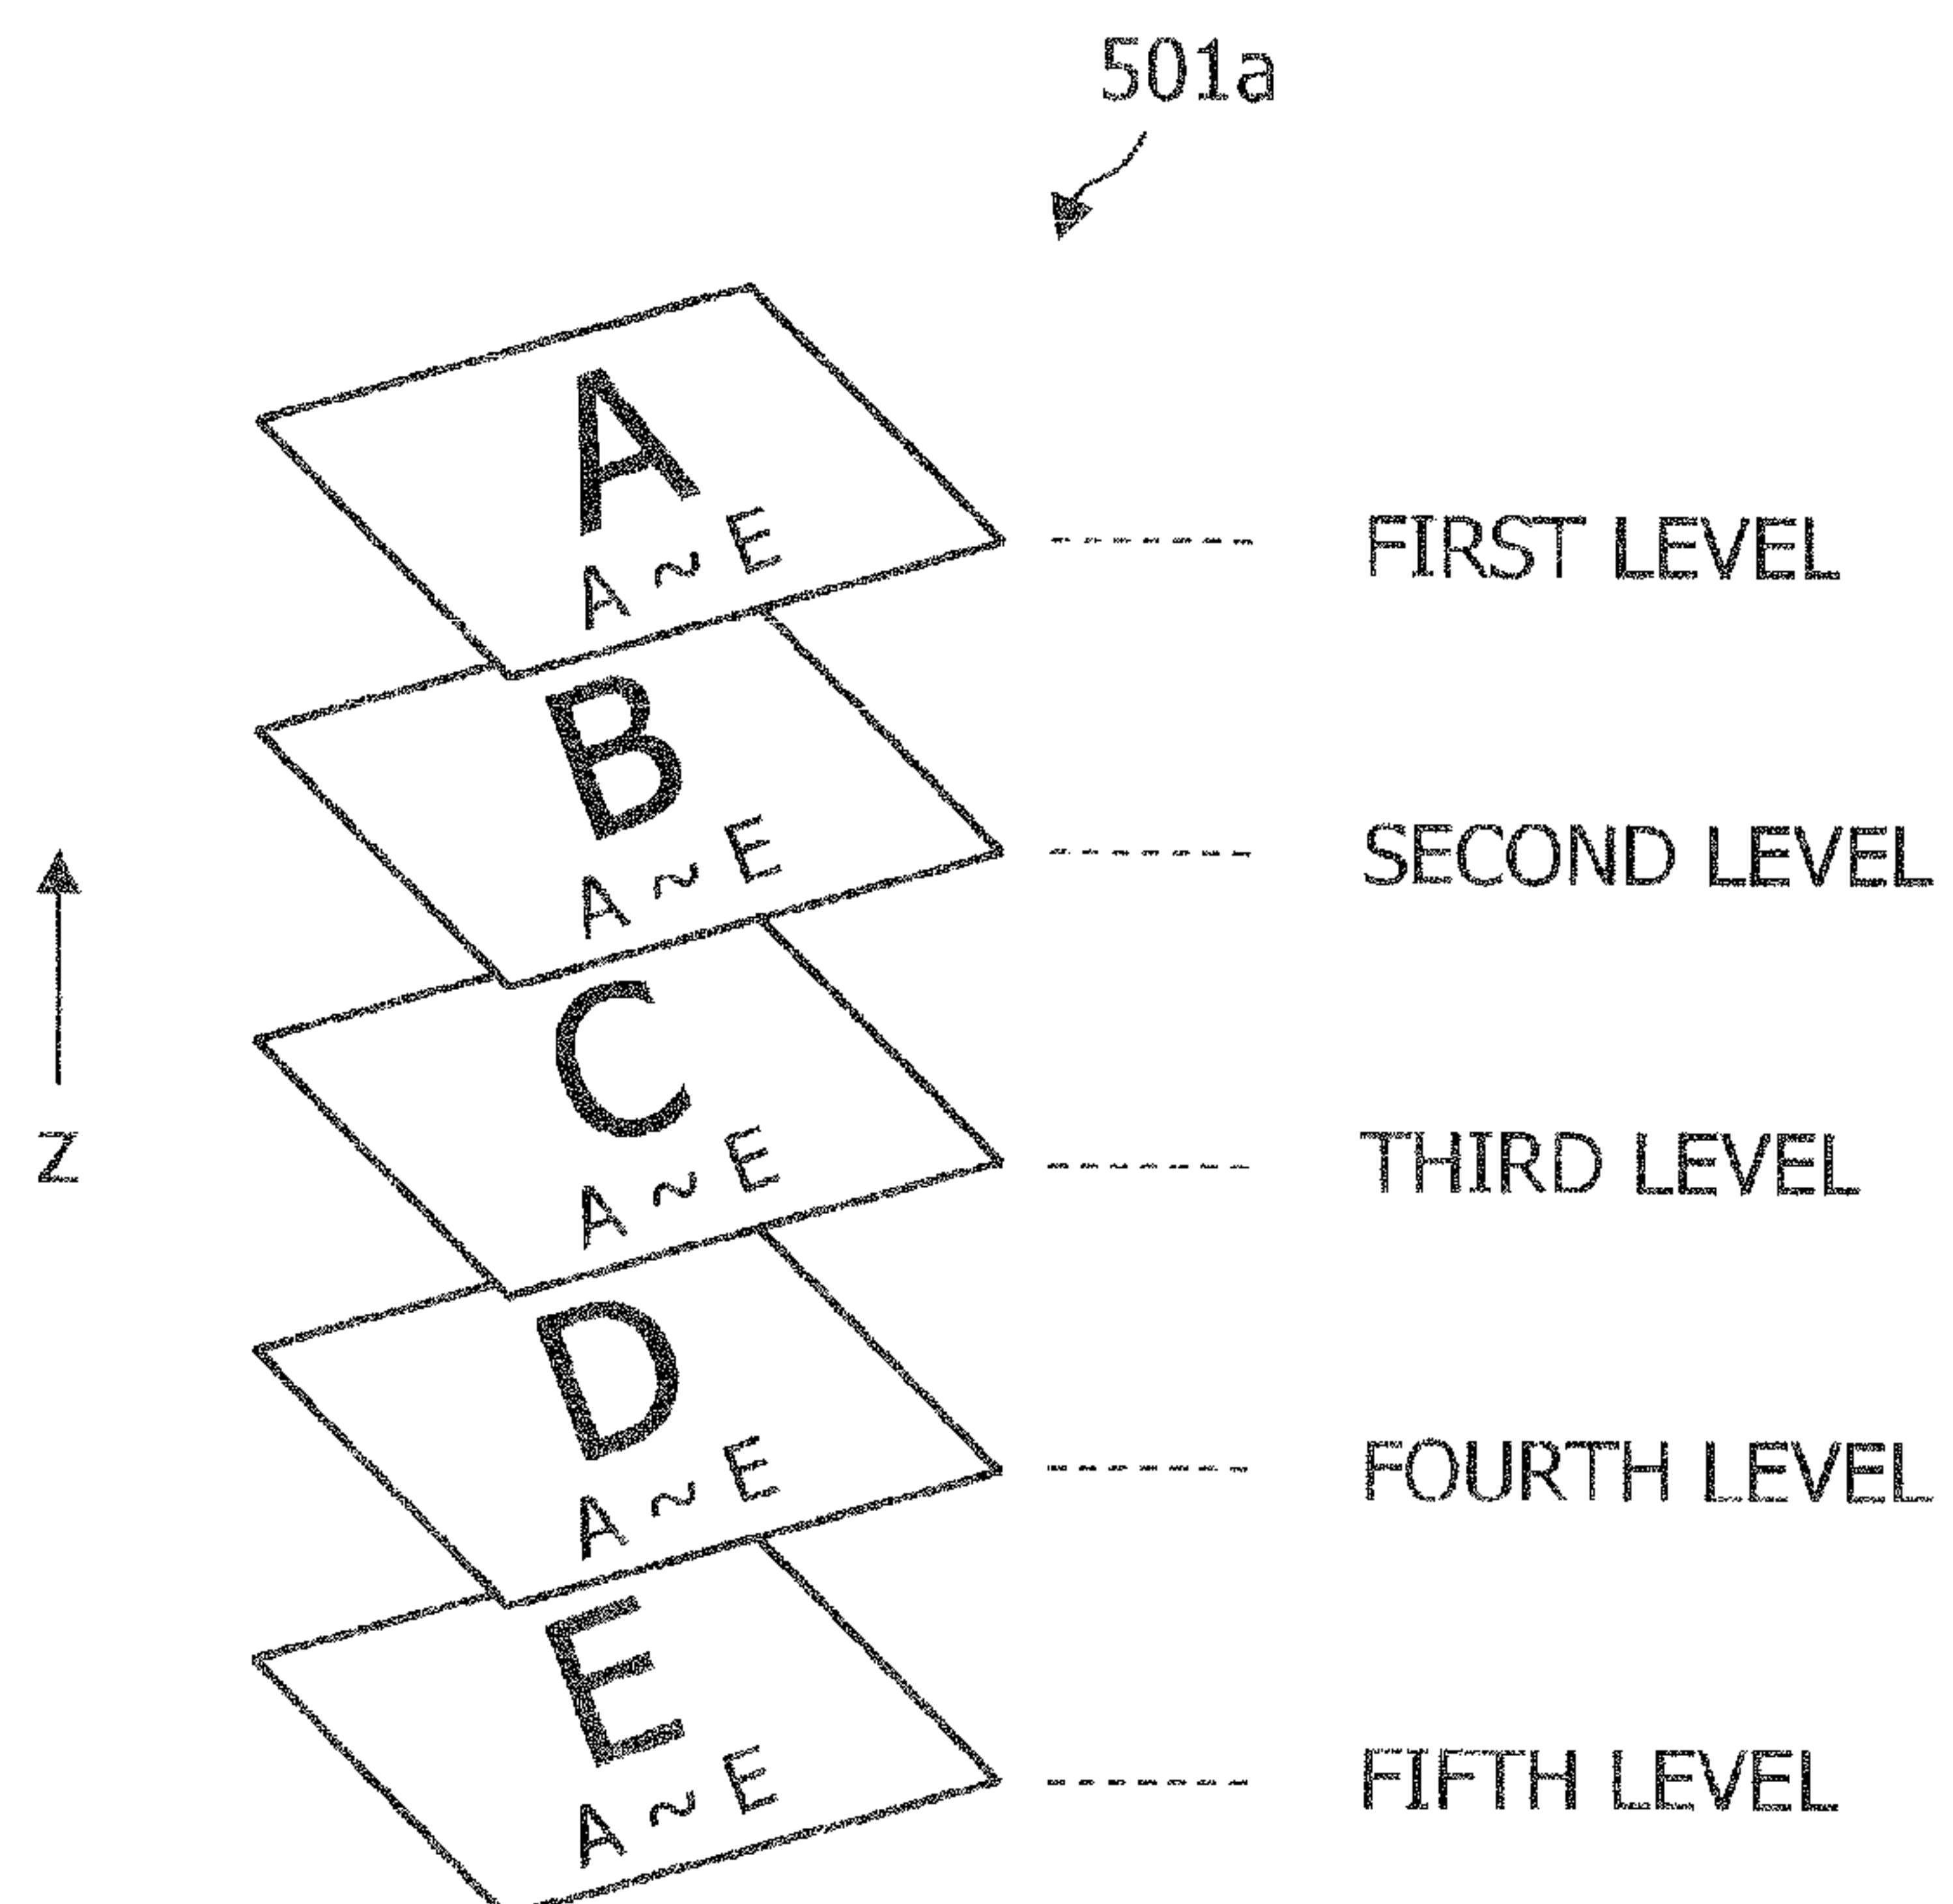 501a
A
A ~ E
FIRST LEVEL
B
A ~ E
SECOND LEVEL
Z
C
A ~ E
THIRD LEVEL
D
A ~ E
FOURTH LEVEL
E
A ~ E
FIFTH LEVEL